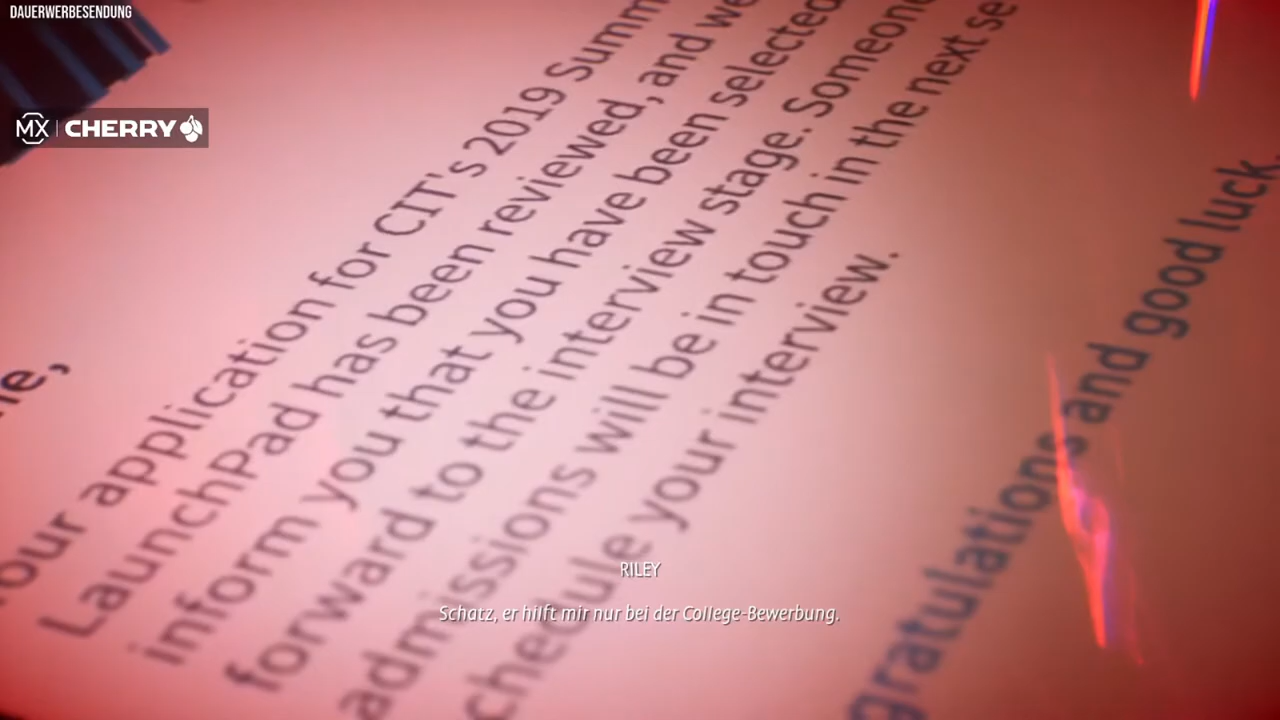 DAUERWERBESENDUNG
MX | CHERRY
our application for CIT's 2019 Summ
LaunchPad has been reviewed, and we
inform you that you have been selected
forward to the interview stage. Someone
admissions will be in touch in the next se
schedule your interview.
gratulations and good luck
RILEY
Schatz, er hilft mir nur bei der College-Bewerbung.